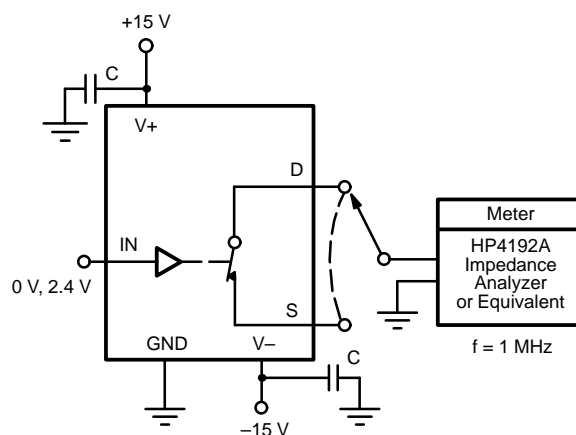 +15 V
C
V+
D
Meter
IN
HP4192A
Impedance
Analyzer
or Equivalent
0 V, 2.4 V
S
GND
V–
C
f = 1 MHz
–15 V